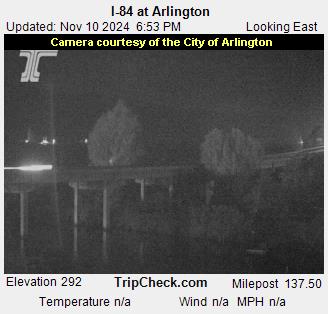 I-84 at Arlington
Updated: Nov 10 2024 6:53 PM Looking East
Camera courtesy of the City of Arlington
Elevation 292 TripCheck.com Milepost 137.50
Temperature n/a Wind n/a MPH n/a